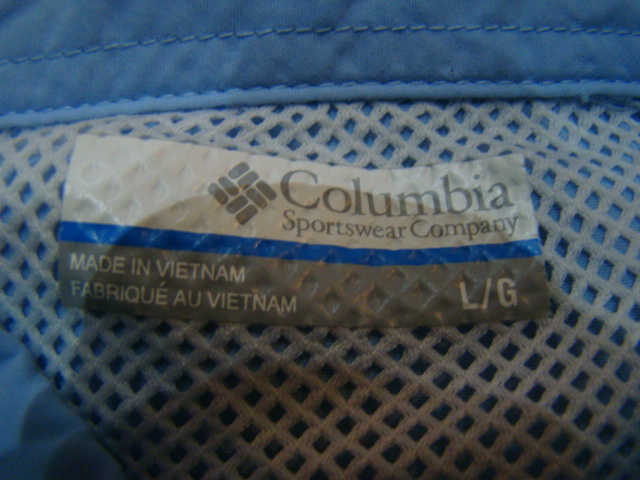 Columbia
Sportswear Company
MADE IN VIETNAM
FABRIQUÉ AU VIETNAM
L/G